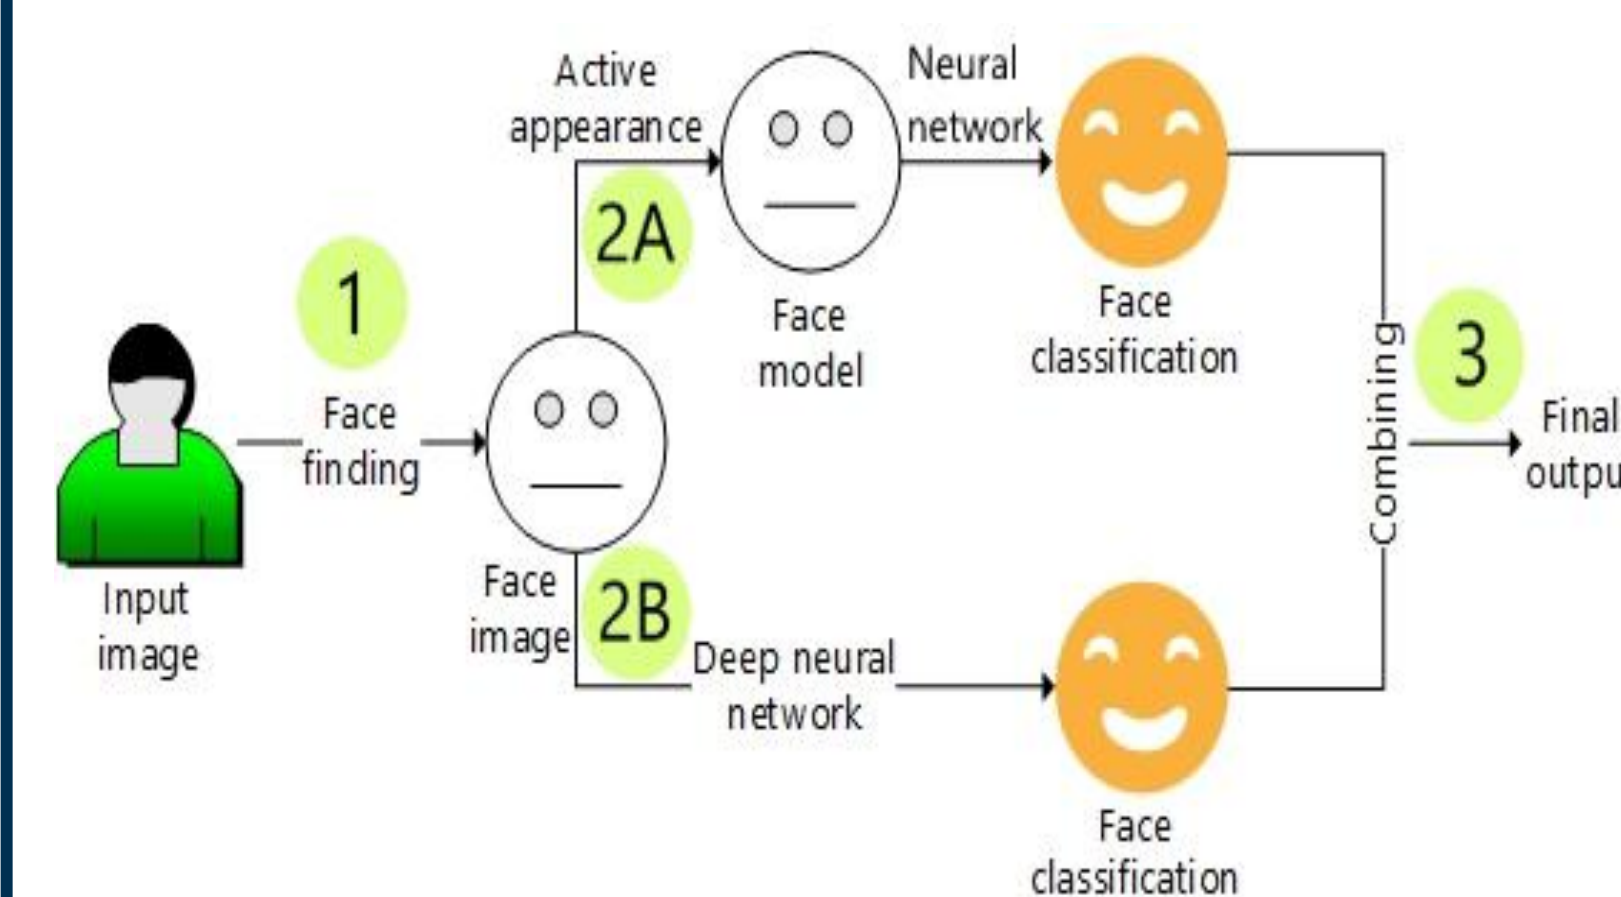 1
Face
finding
Input
image
Face
image
2A
Active
appearance
Face
model
Neural
network
Face
classification
2B
Deep neural
network
Face
classification
Combining
3
Final
outpu